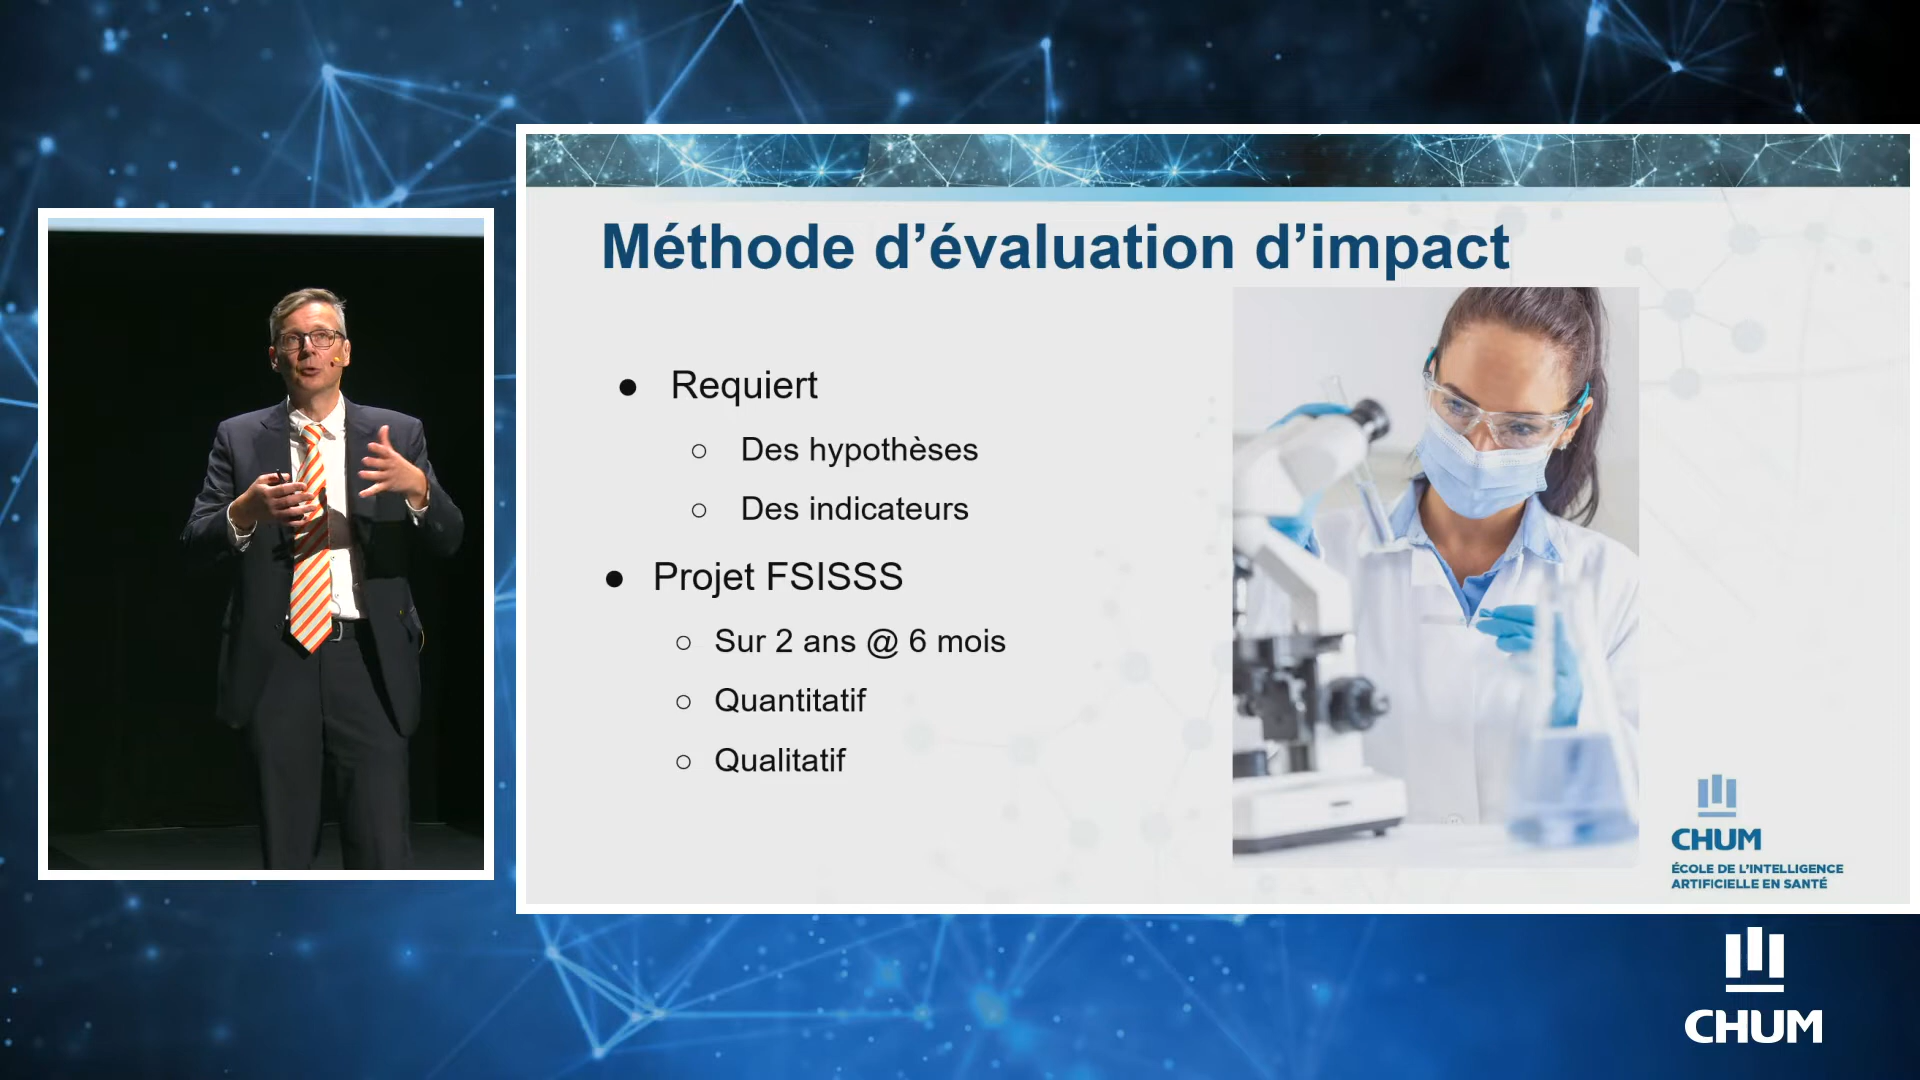 Méthode d’évaluation d’impact
● Requiert
○ Des hypothèses
○ Des indicateurs
● Projet FSISSS
○ Sur 2 ans @ 6 mois
○ Quantitatif
○ Qualitatif
CHUM
ÉCOLE DE L’INTELLIGENCE
ARTIFICIELLE EN SANTÉ
CHUM